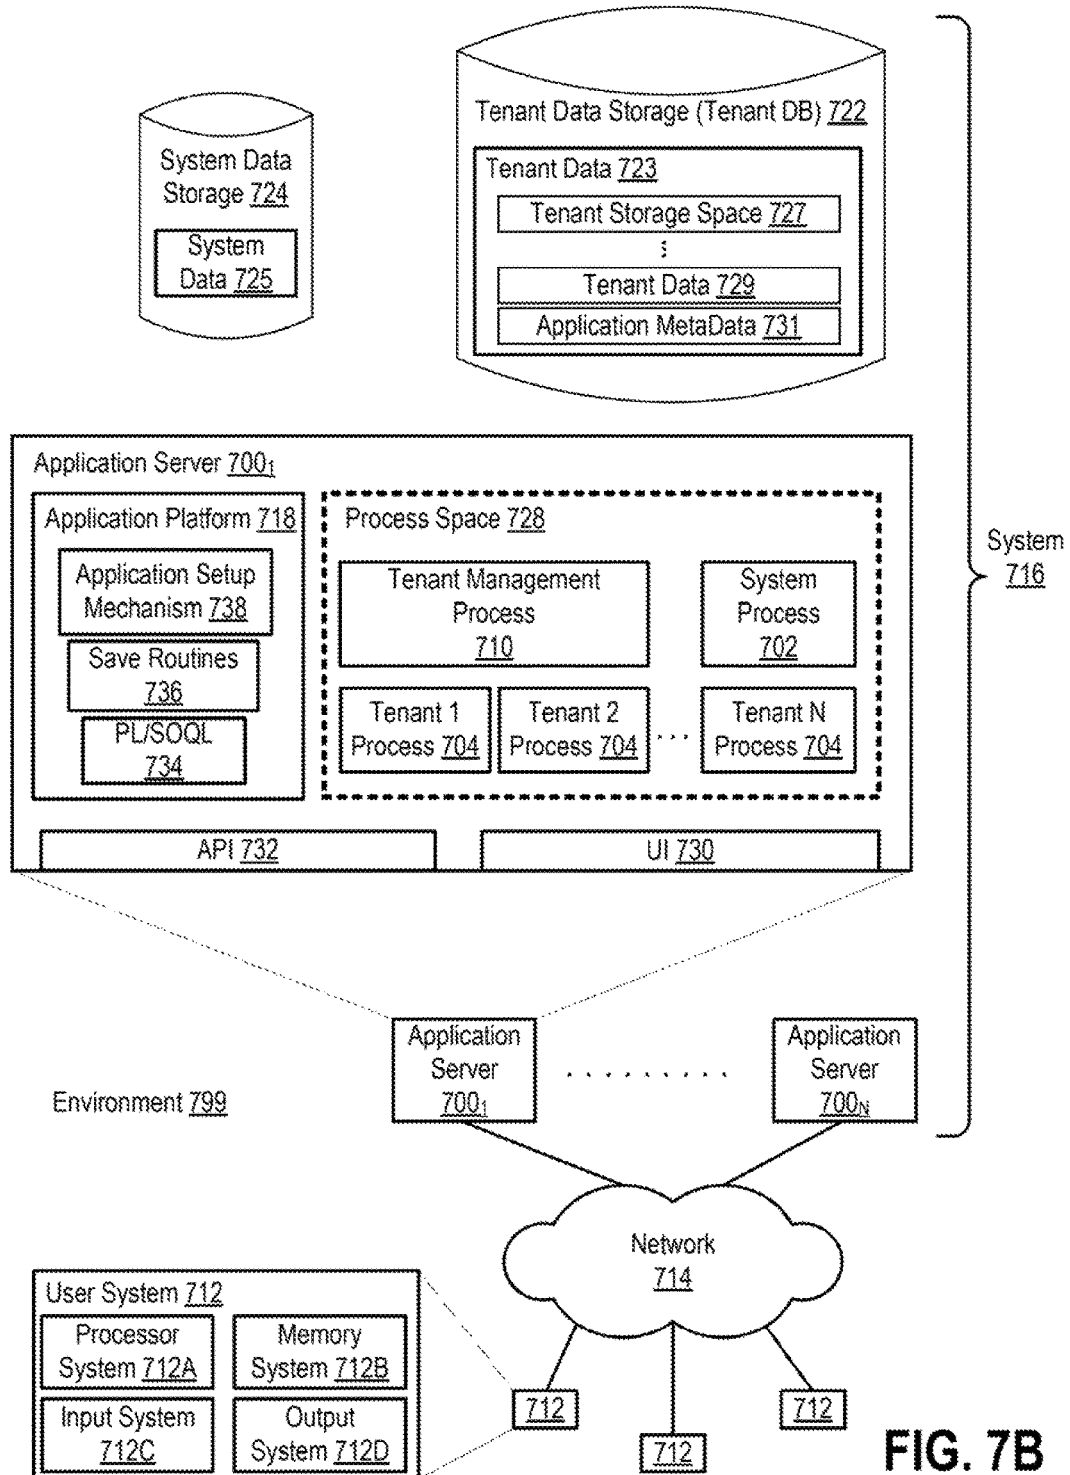 System Data
Storage 724
System
Data 725
Tenant Data Storage (Tenant DB) 722
Tenant Data 723
Tenant Storage Space 727
Tenant Data 729
Application MetaData 731
Application Server 700₁
Application Platform 718
Application Setup
Mechanism 738
Save Routines
736
PL/SOQL
734
Process Space 728
Tenant Management
Process
710
System
Process
702
Tenant 1
Process 704
Tenant 2
Process 704
Tenant N
Process 704
API 732
UI 730
System
716
Application
Server
700₁
Application
Server
700N
Environment 799
Network
714
User System 712
Processor
System 712A
Memory
System 712B
Input System
712C
Output
System 712D
712
712
712
FIG. 7B